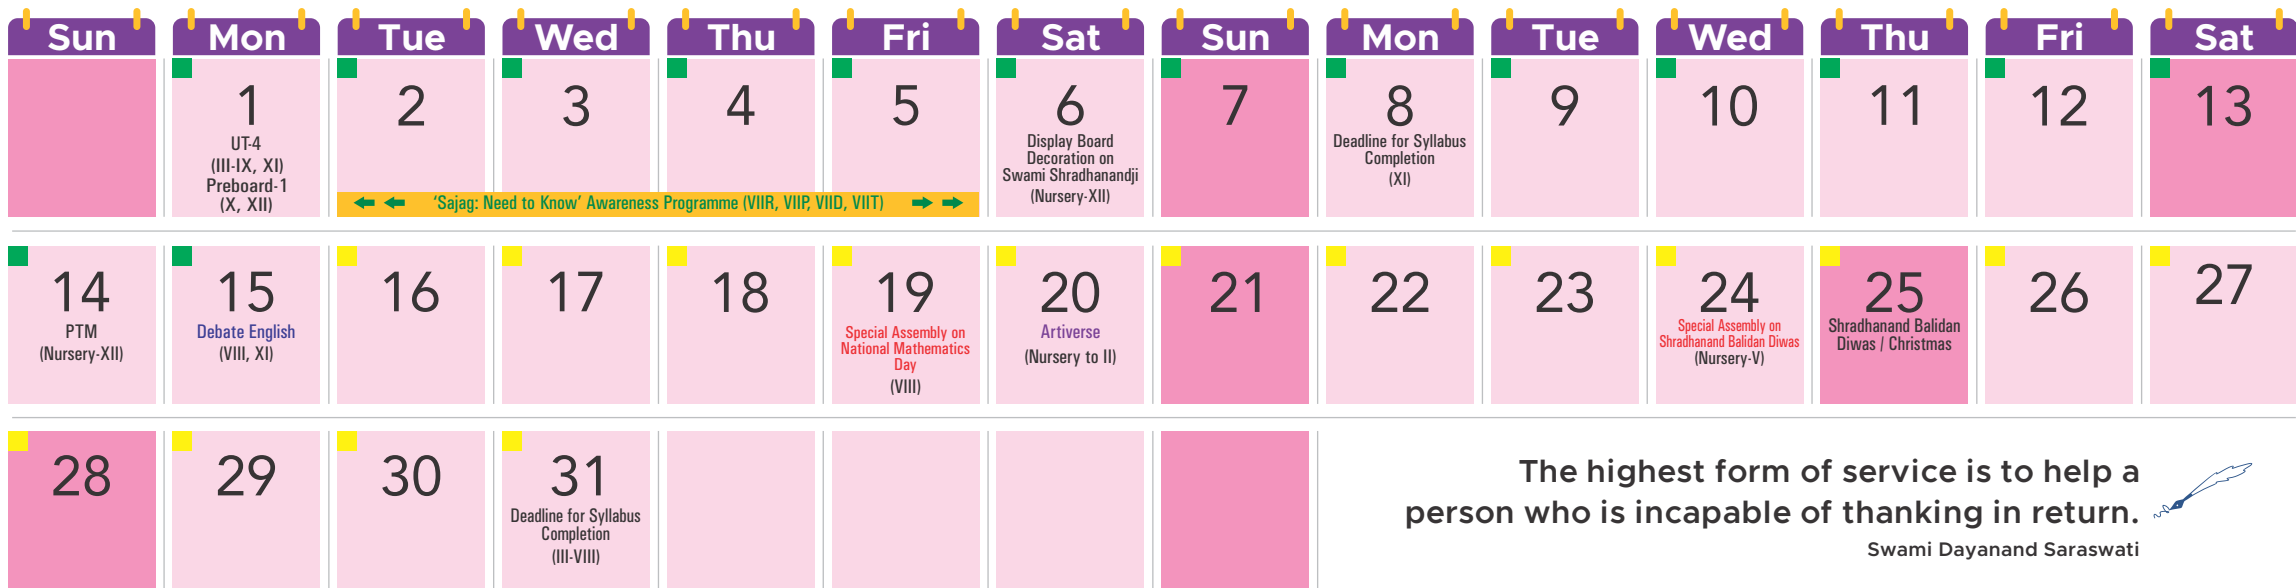 Sun Mon Tue Wed Thu Fri Sat Sun Mon Tue Wed Thu Fri Sat
1
UT-4
(III-IX, XI)
Preboard-1
(X, XII)
2
3
4
5
'Sajag: Need to Know' Awareness Programme (VIIR, VIIP, VIID, VIIT)
6
Display Board
Decoration on
Swami Shradhanandji
(Nursery-XII)
7
8
Deadline for Syllabus
Completion
(XI)
9
10
11
12
13
14
PTM
(Nursery-XII)
15
Debate English
(VIII, XI)
16
17
18
19
Special Assembly on
National Mathematics
Day
(VIII)
20
Artiverse
(Nursery to II)
21
22
23
24
Special Assembly on
Shradhanand Balidan Diwas
(Nursery-V)
25
Shradhanand Balidan
Diwas / Christmas
26
27
28
29
30
31
Deadline for Syllabus
Completion
(III-VIII)
The highest form of service is to help a
person who is incapable of thanking in return.
Swami Dayanand Saraswati